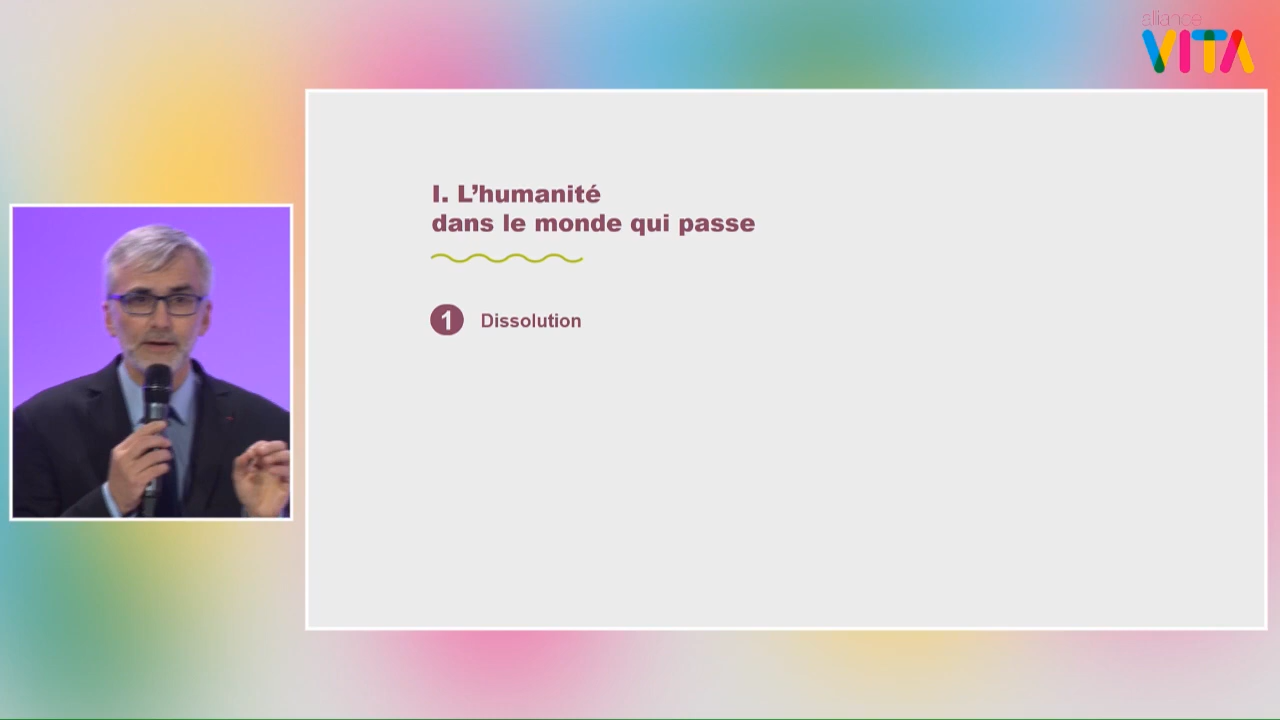 alliance
VITA
I. L’humanité
dans le monde qui passe
1 Dissolution